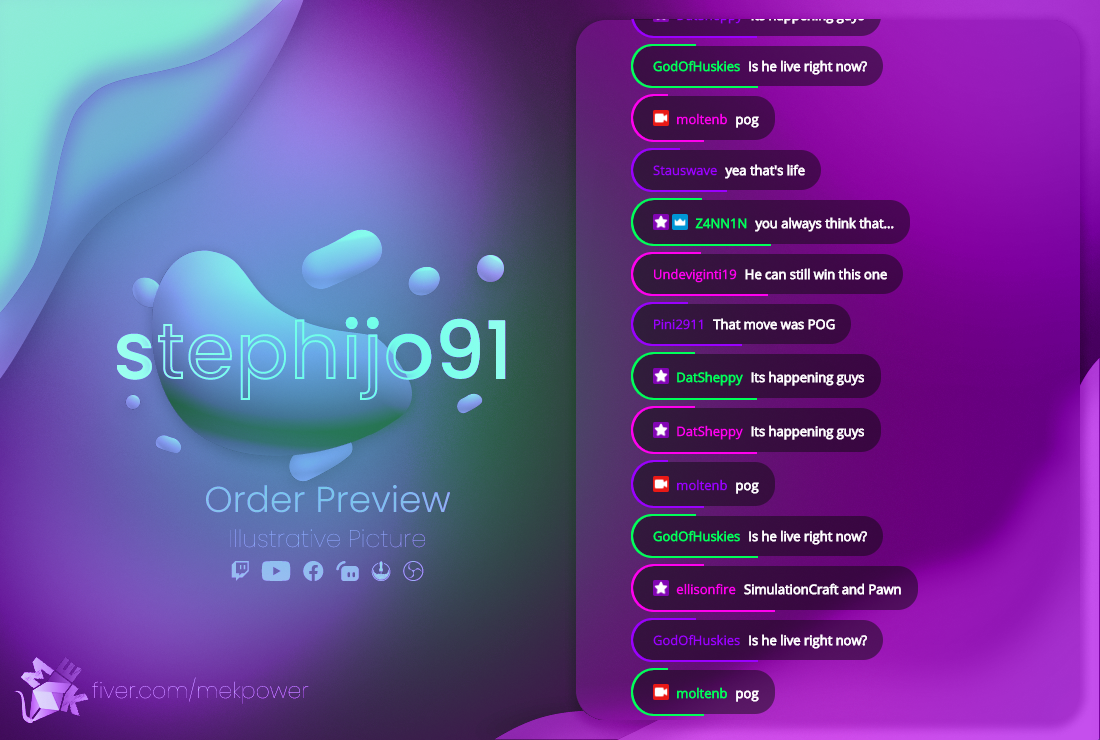 stephijo91
Order Preview
Illustrative Picture
MEK
fiver.com/mekpower
DatSheppy Its happening guys
GodOfHuskies Is he live right now?
moltenb pog
Stauswave yea that's life
Z4NN1N you always think that...
Undeviginti19 He can still win this one
Pini2911 That move was POG
DatSheppy Its happening guys
DatSheppy Its happening guys
moltenb pog
GodOfHuskies Is he live right now?
ellisonfire SimulationCraft and Pawn
GodOfHuskies Is he live right now?
moltenb pog